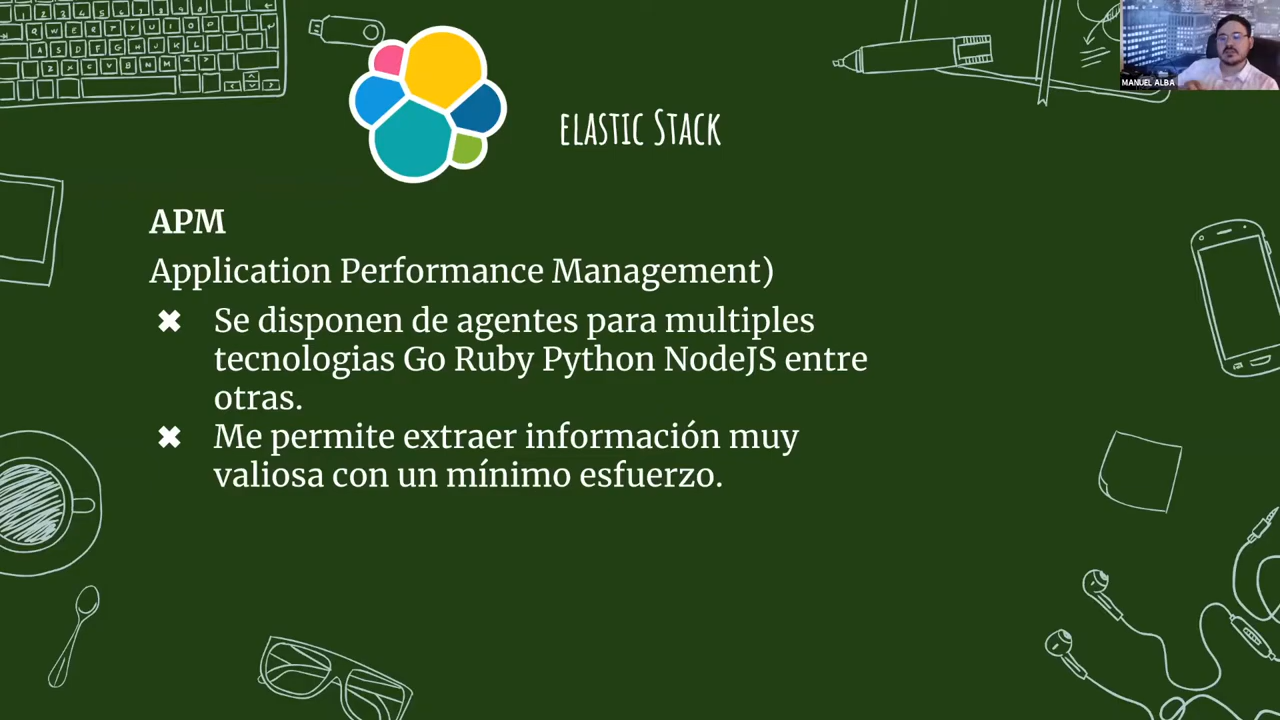 MANUEL ALBA
ELASTIC STACK
APM
Application Performance Management)
✖ Se disponen de agentes para multiples
tecnologias Go Ruby Python NodeJS entre
otras.
✖ Me permite extraer información muy
valiosa con un mínimo esfuerzo.